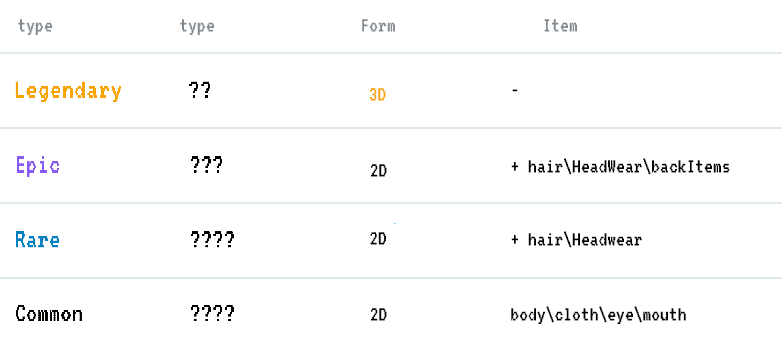 type type Form Item
Legendary ?? 3D -
Epic ??? 2D + hair\HeadWear\backItems
Rare ???? 2D + hair\Headwear
Common ???? 2D body\cloth\eye\mouth